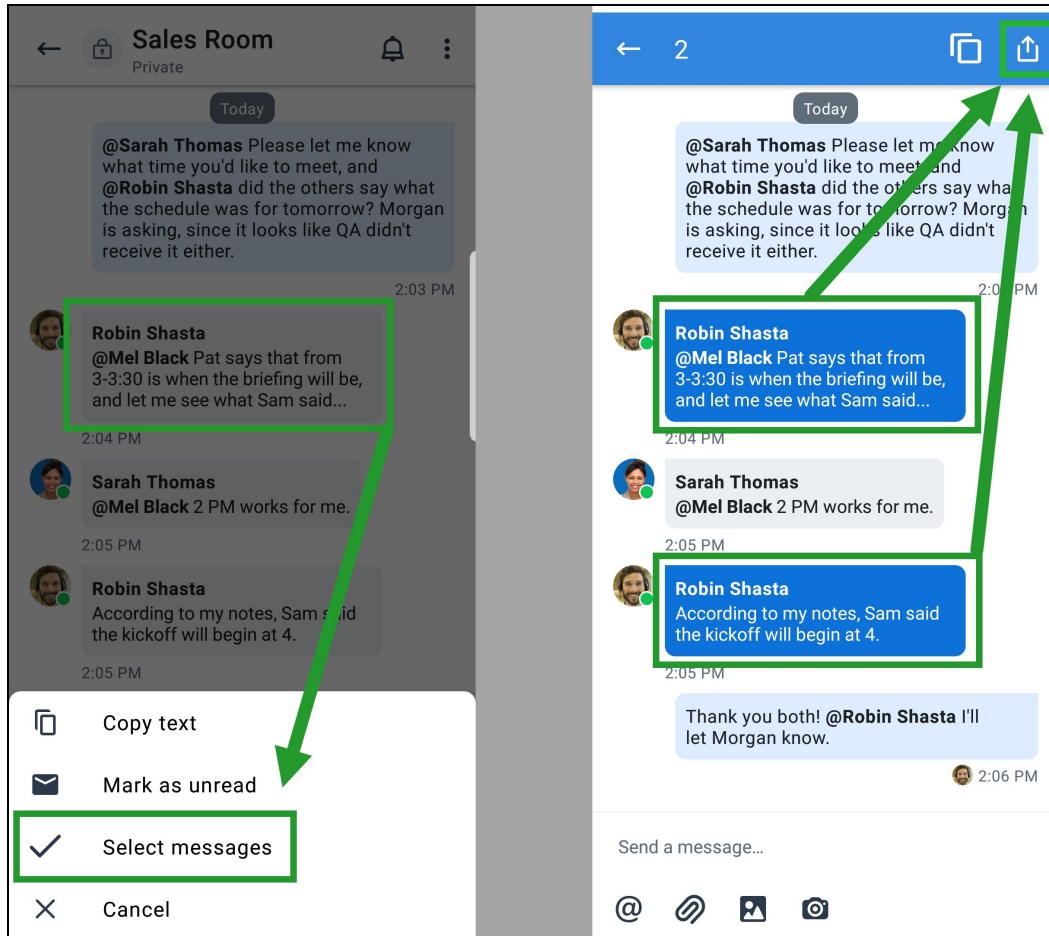 Sales Room
Private
Today
@Sarah Thomas Please let me know
what time you'd like to meet, and
@Robin Shasta did the others say what
the schedule was for tomorrow? Morgan
is asking, since it looks like QA didn't
receive it either.
2:03 PM
Robin Shasta
@Mel Black Pat says that from
3-3:30 is when the briefing will be,
and let me see what Sam said...
2:04 PM
Sarah Thomas
@Mel Black 2 PM works for me.
2:05 PM
Robin Shasta
According to my notes, Sam said
the kickoff will begin at 4.
2:05 PM
Copy text
Mark as unread
Select messages
Cancel
2
Today
@Sarah Thomas Please let me know
what time you'd like to meet, and
@Robin Shasta did the others say what
the schedule was for tomorrow? Morgan
is asking, since it looks like QA didn't
receive it either.
2:03 PM
Robin Shasta
@Mel Black Pat says that from
3-3:30 is when the briefing will be,
and let me see what Sam said...
2:04 PM
Sarah Thomas
@Mel Black 2 PM works for me.
2:05 PM
Robin Shasta
According to my notes, Sam said
the kickoff will begin at 4.
2:05 PM
Thank you both! @Robin Shasta I'll
let Morgan know.
2:06 PM
Send a message...
@